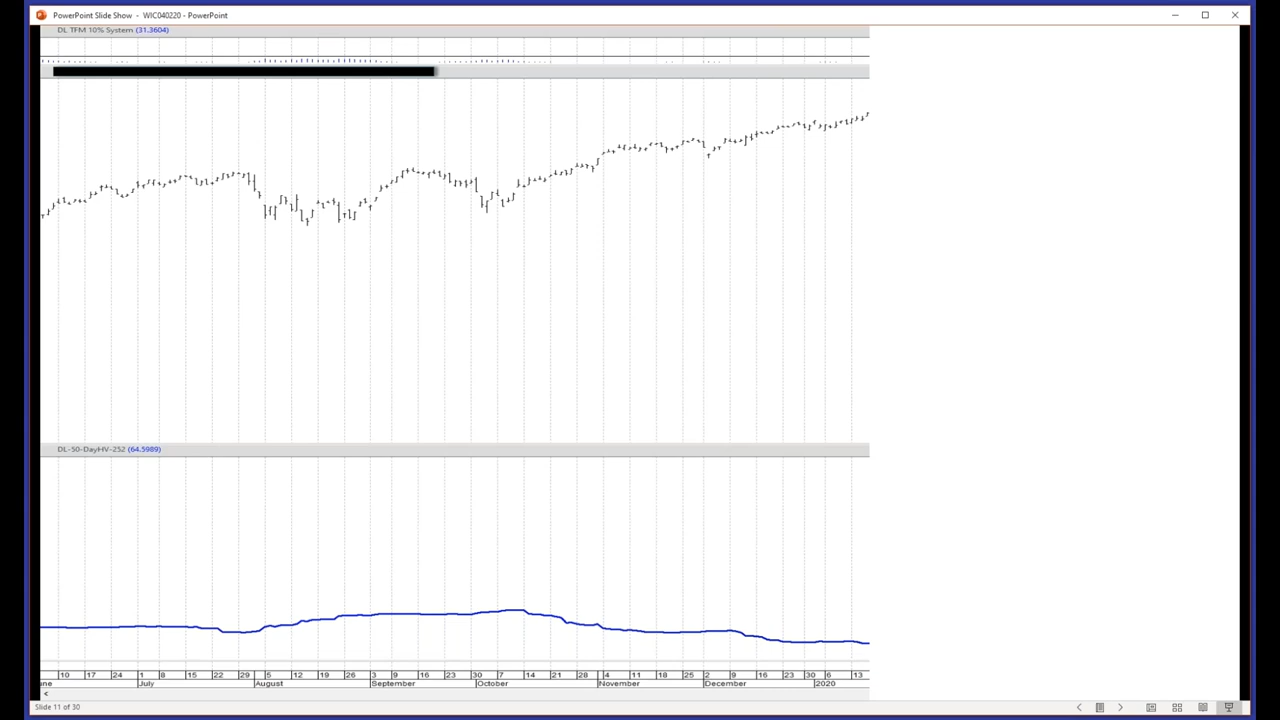 PowerPoint Slide Show - WIC040220 - PowerPoint
DL TFM 10% System (31.3604)
DL-50-DayHV-252 (64.5989)
10 17 24 1 8 15 22 29 5 12 19 26 3 9 16 23 30 7 14 21 28 4 11 18 25 2 9 16 23 30 6 13
une July August September October November December 2020
<
Slide 11 of 30